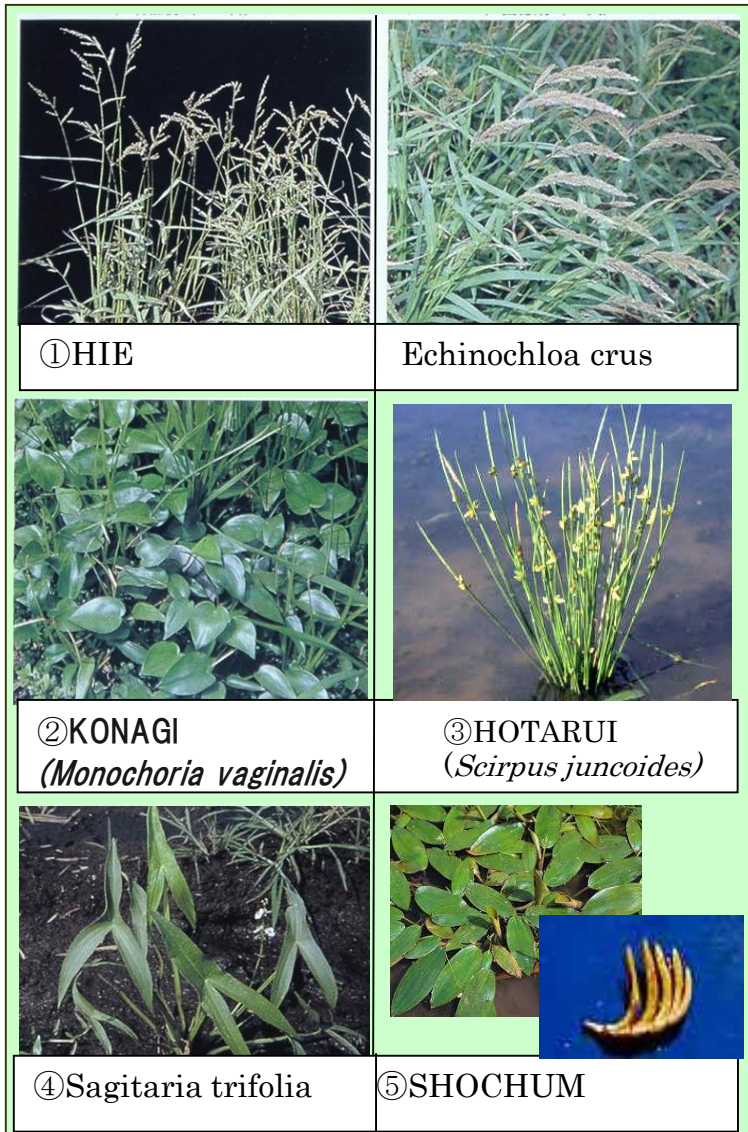 ①HIE
Echinochloa crus
②KONAGI
(Monochoria vaginalis)
③HOTARUI
(Scirpus juncoides)
④Sagitaria trifolia
⑤SHOCHUM